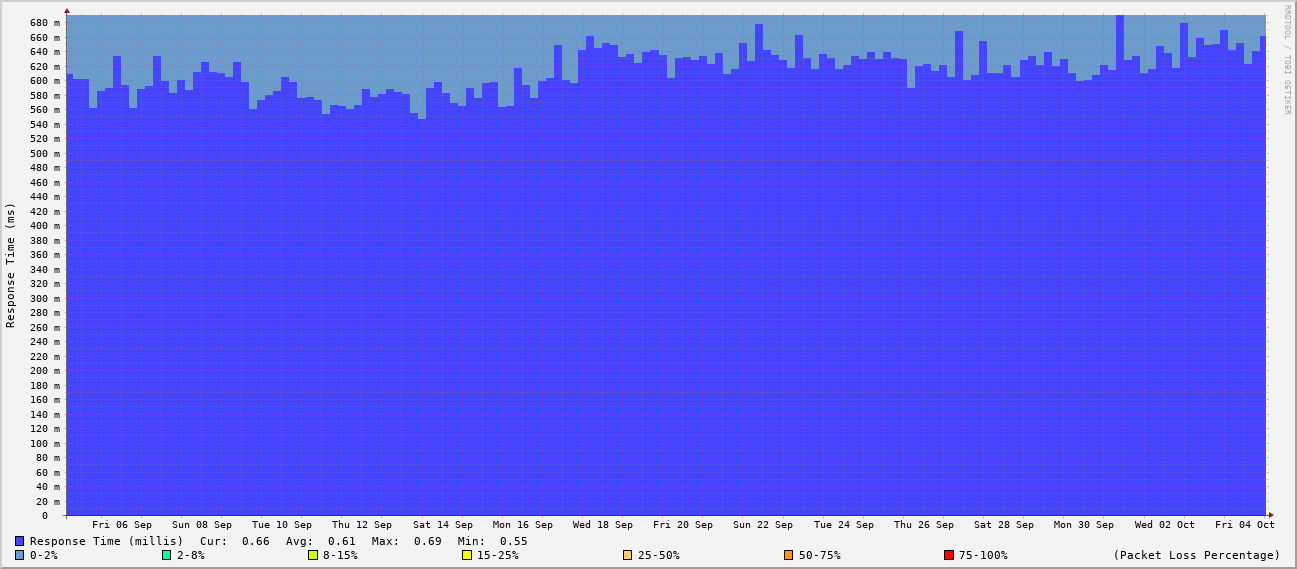 RRDTOOL / TOBI OETIKER
Response Time (ms)
680 m
660 m
640 m
620 m
600 m
580 m
560 m
540 m
520 m
500 m
480 m
460 m
440 m
420 m
400 m
380 m
360 m
340 m
320 m
300 m
280 m
260 m
240 m
220 m
200 m
180 m
160 m
140 m
120 m
100 m
80 m
60 m
40 m
20 m
0
Fri 06 Sep Sun 08 Sep Tue 10 Sep Thu 12 Sep Sat 14 Sep Mon 16 Sep Wed 18 Sep Fri 20 Sep Sun 22 Sep Tue 24 Sep Thu 26 Sep Sat 28 Sep Mon 30 Sep Wed 02 Oct Fri 04 Oct
Response Time (millis) Cur: 0.66 Avg: 0.61 Max: 0.69 Min: 0.55
0-2% 2-8% 8-15% 15-25% 25-50% 50-75% 75-100% (Packet Loss Percentage)